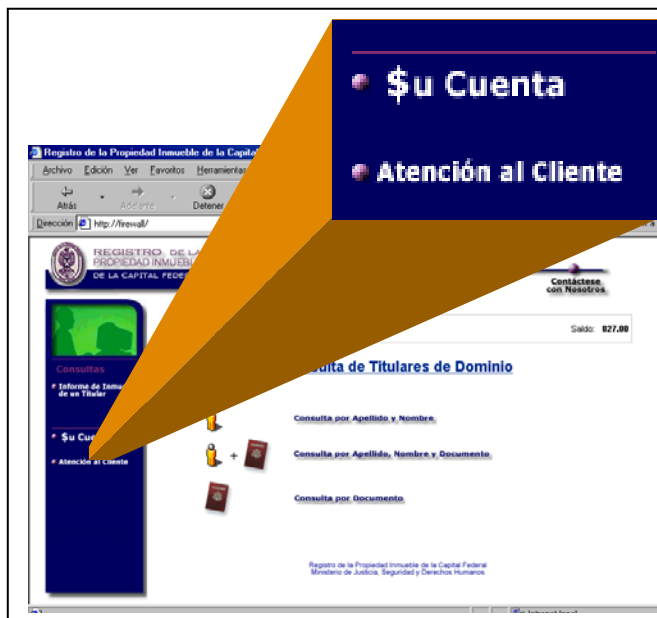 $u Cuenta
Atención al Cliente
Registro de la Propiedad Inmueble de la Capital
Archivo Edición Ver Favoritos Herramientas
Atrás Adelante Detener
Dirección http://firewall/
REGISTRO DE LA
PROPIEDAD INMUEBLE
DE LA CAPITAL FEDERAL
Contáctese
con Nosotros
Saldo: 827.00
Consulta de Titulares de Dominio
Consultas
Informe de Inmuebles
de un Titular
Consulta por Apellido y Nombre
$u Cuenta
+
Consulta por Apellido, Nombre y Documento
Atención al Cliente
Consulta por Documento
Registro de la Propiedad Inmueble de la Capital Federal
Ministerio de Justicia, Seguridad y Derechos Humanos